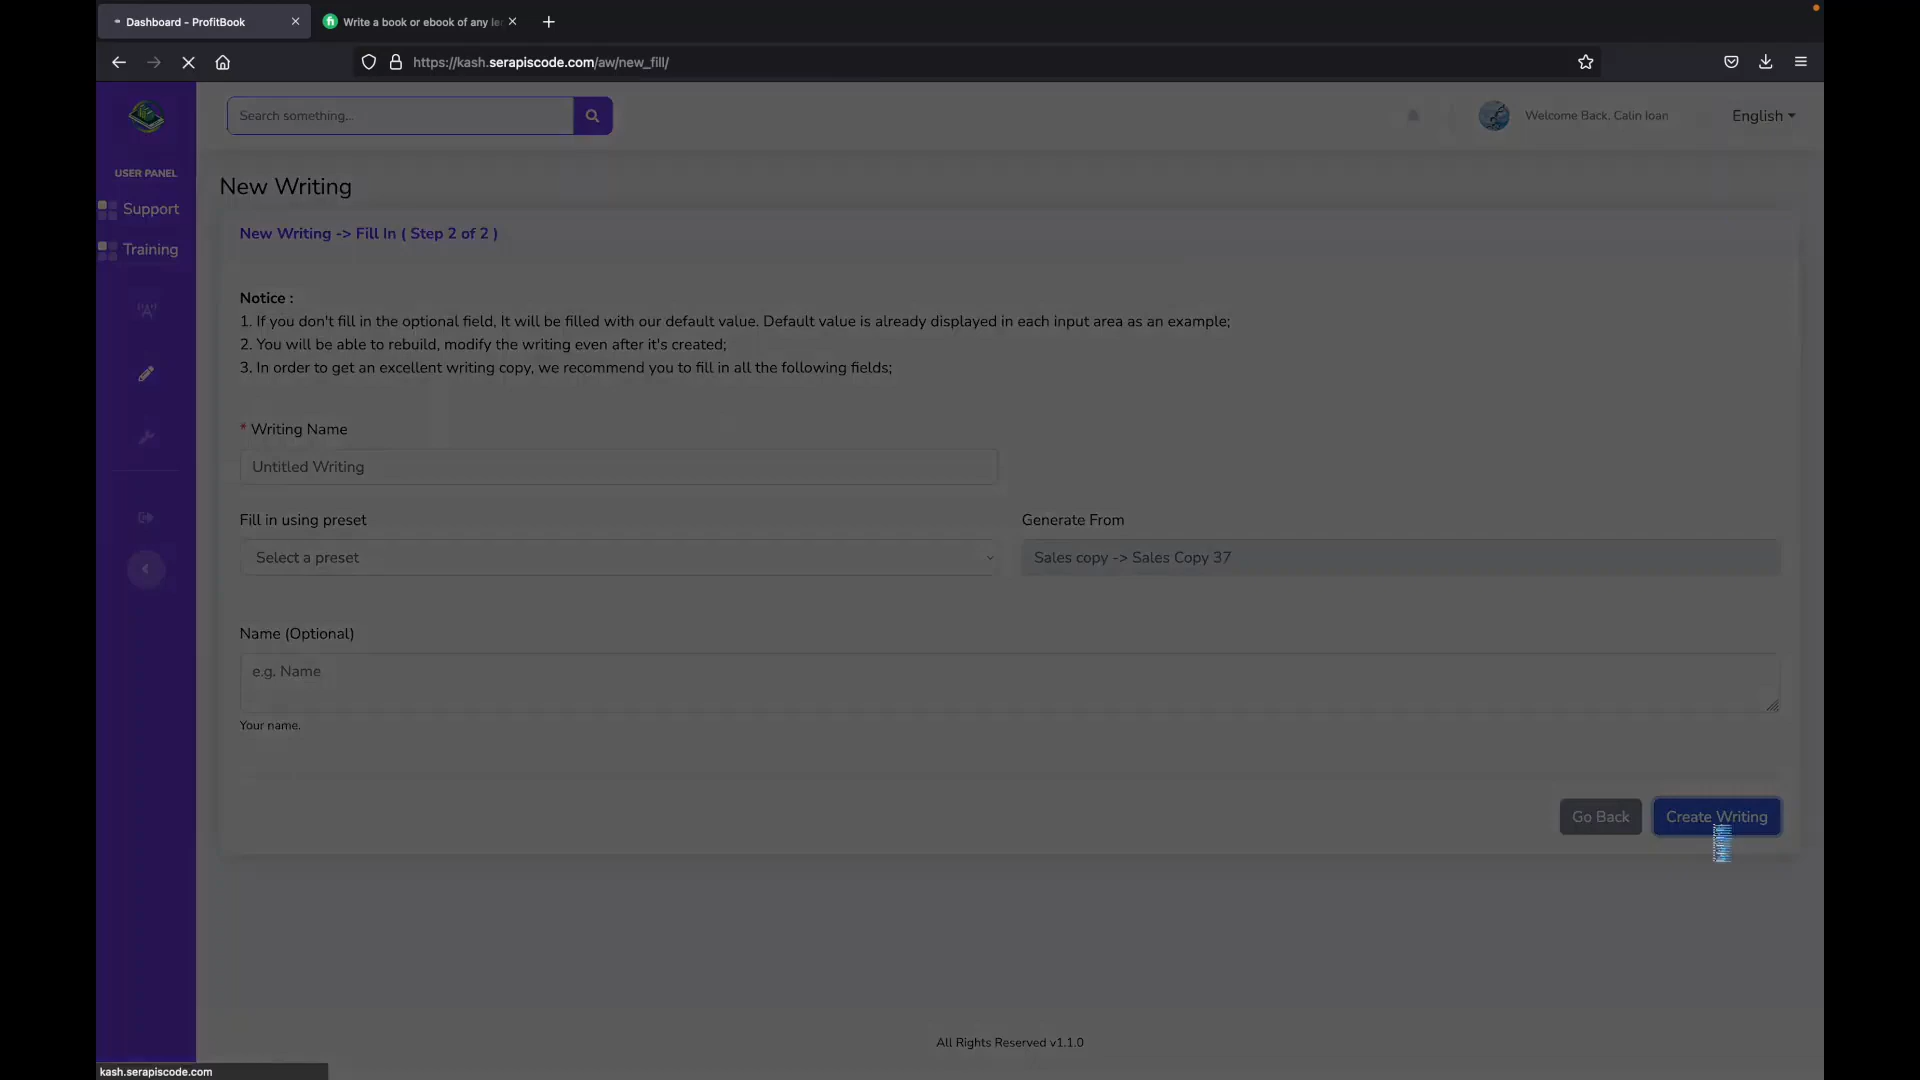 Dashboard - ProfitBook
Write a book or ebook of any le
https://kash.serapiscode.com/aw/new_fill/
Search something...
Welcome Back, Calin Ioan
English
USER PANEL
Support
Training
New Writing
New Writing -> Fill In ( Step 2 of 2 )
Notice :
1. If you don't fill in the optional field, It will be filled with our default value. Default value is already displayed in each input area as an example;
2. You will be able to rebuild, modify the writing even after it's created;
3. In order to get an excellent writing copy, we recommend you to fill in all the following fields;
* Writing Name
Untitled Writing
Fill in using preset
Generate From
Select a preset
Sales copy -> Sales Copy 37
Name (Optional)
e.g. Name
Your name.
Go Back
Create Writing
All Rights Reserved v1.1.0
kash.serapiscode.com